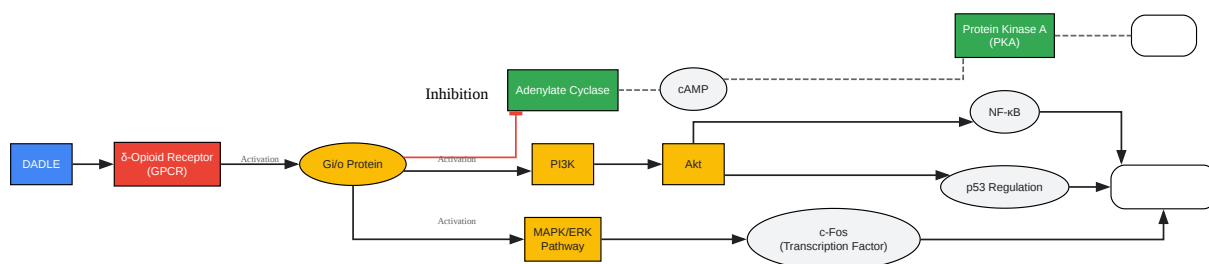 Protein Kinase A
(PKA)
Inhibition
Adenylate Cyclase
cAMP
NF-κB
DADLE
δ-Opioid Receptor
(GPCR)
Activation
Gi/o Protein
Activation
PI3K
Akt
p53 Regulation
Activation
MAPK/ERK
Pathway
c-Fos
(Transcription Factor)